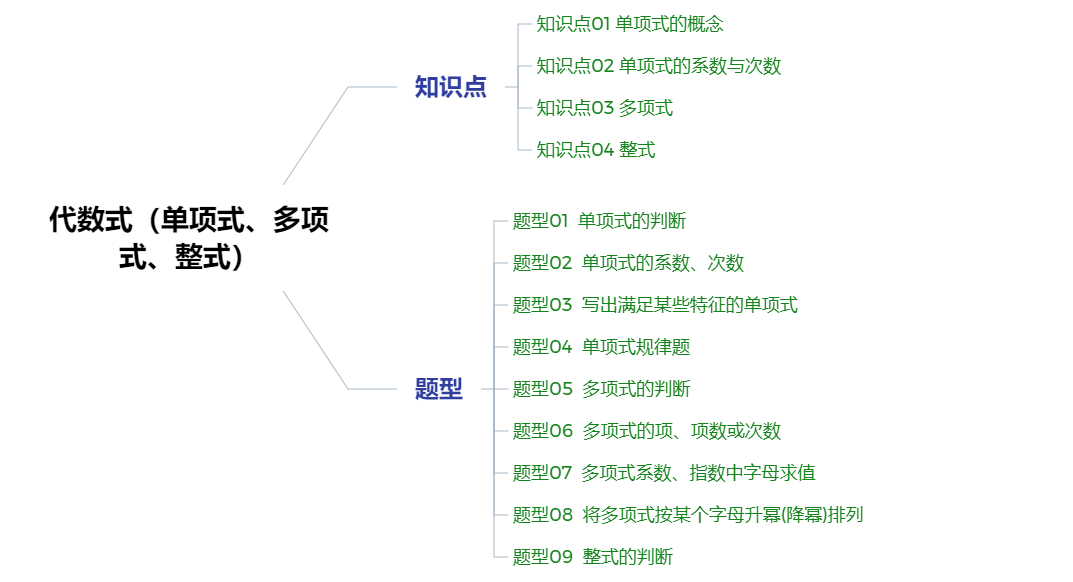 代数式（单项式、多项
式、整式）
知识点
知识点01 单项式的概念
知识点02 单项式的系数与次数
知识点03 多项式
知识点04 整式
题型
题型01 单项式的判断
题型02 单项式的系数、次数
题型03 写出满足某些特征的单项式
题型04 单项式规律题
题型05 多项式的判断
题型06 多项式的项、项数或次数
题型07 多项式系数、指数中字母求值
题型08 将多项式按某个字母升幂(降幂)排列
题型09 整式的判断